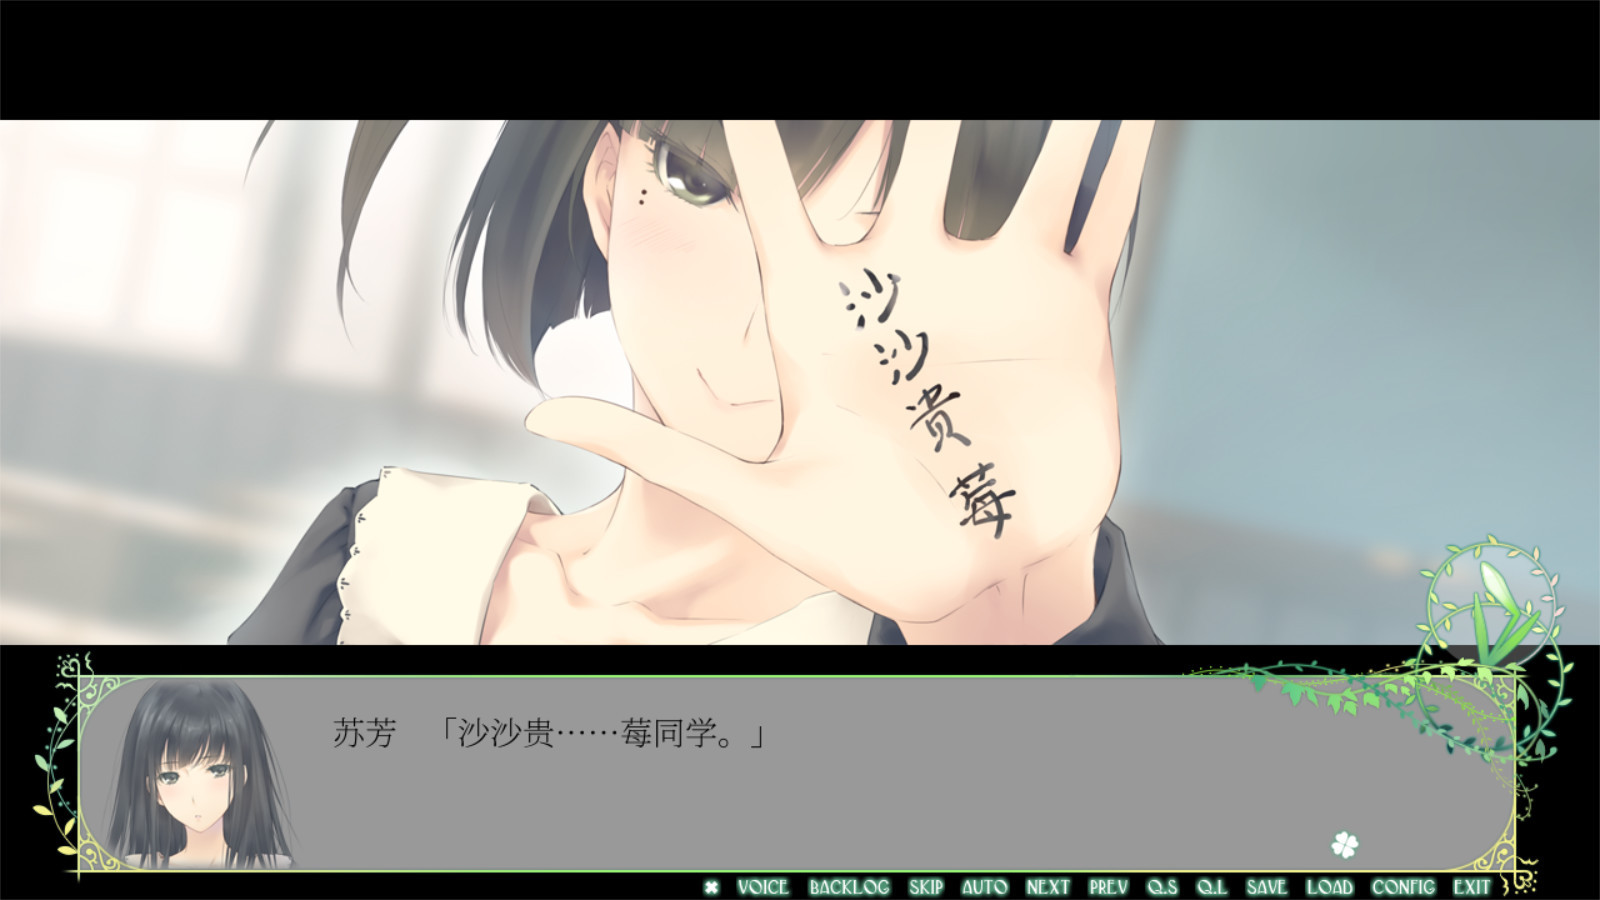 沙
沙
贵
莓
苏芳 「沙沙贵……莓同学。」
VOICE BACKLOG SKIP AUTO NEXT PREV Q.S Q.L SAVE LOAD CONFIG EXIT